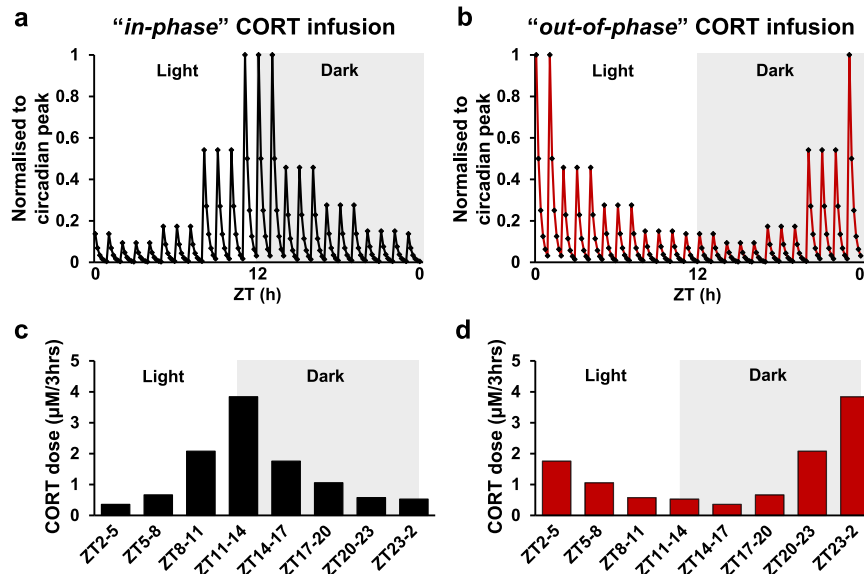 a
“in-phase” CORT infusion
Normalised to
circadian peak
Light
Dark
1
0.8
0.6
0.4
0.2
0
0
12
0
ZT (h)
b
“out-of-phase” CORT infusion
Normalised to
circadian peak
Light
Dark
1
0.8
0.6
0.4
0.2
0
0
12
0
ZT (h)
c
CORT dose (µM/3hrs)
Light
Dark
5
4
3
2
1
0
ZT2-5
ZT5-8
ZT8-11
ZT11-14
ZT14-17
ZT17-20
ZT20-23
ZT23-2
d
CORT dose (µM/3hrs)
Light
Dark
5
4
3
2
1
0
ZT2-5
ZT5-8
ZT8-11
ZT11-14
ZT14-17
ZT17-20
ZT20-23
ZT23-2